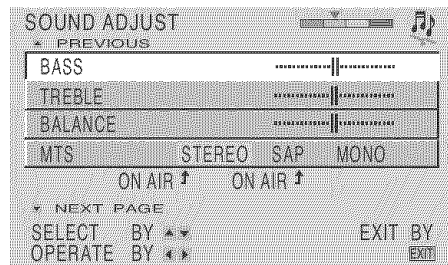 SOUND ADJUST
PREVIOUS
BASS
TREBLE
BALANCE
MTS STEREO SAP MONO
ON AIR ON AIR
NEXT PAGE
SELECT BY EXIT BY
OPERATE BY EXIT